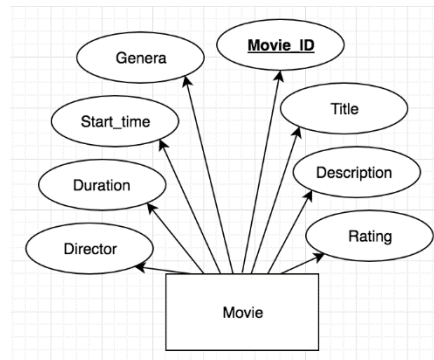 Movie_ID
Genera
Title
Start_time
Description
Duration
Rating
Director
Movie